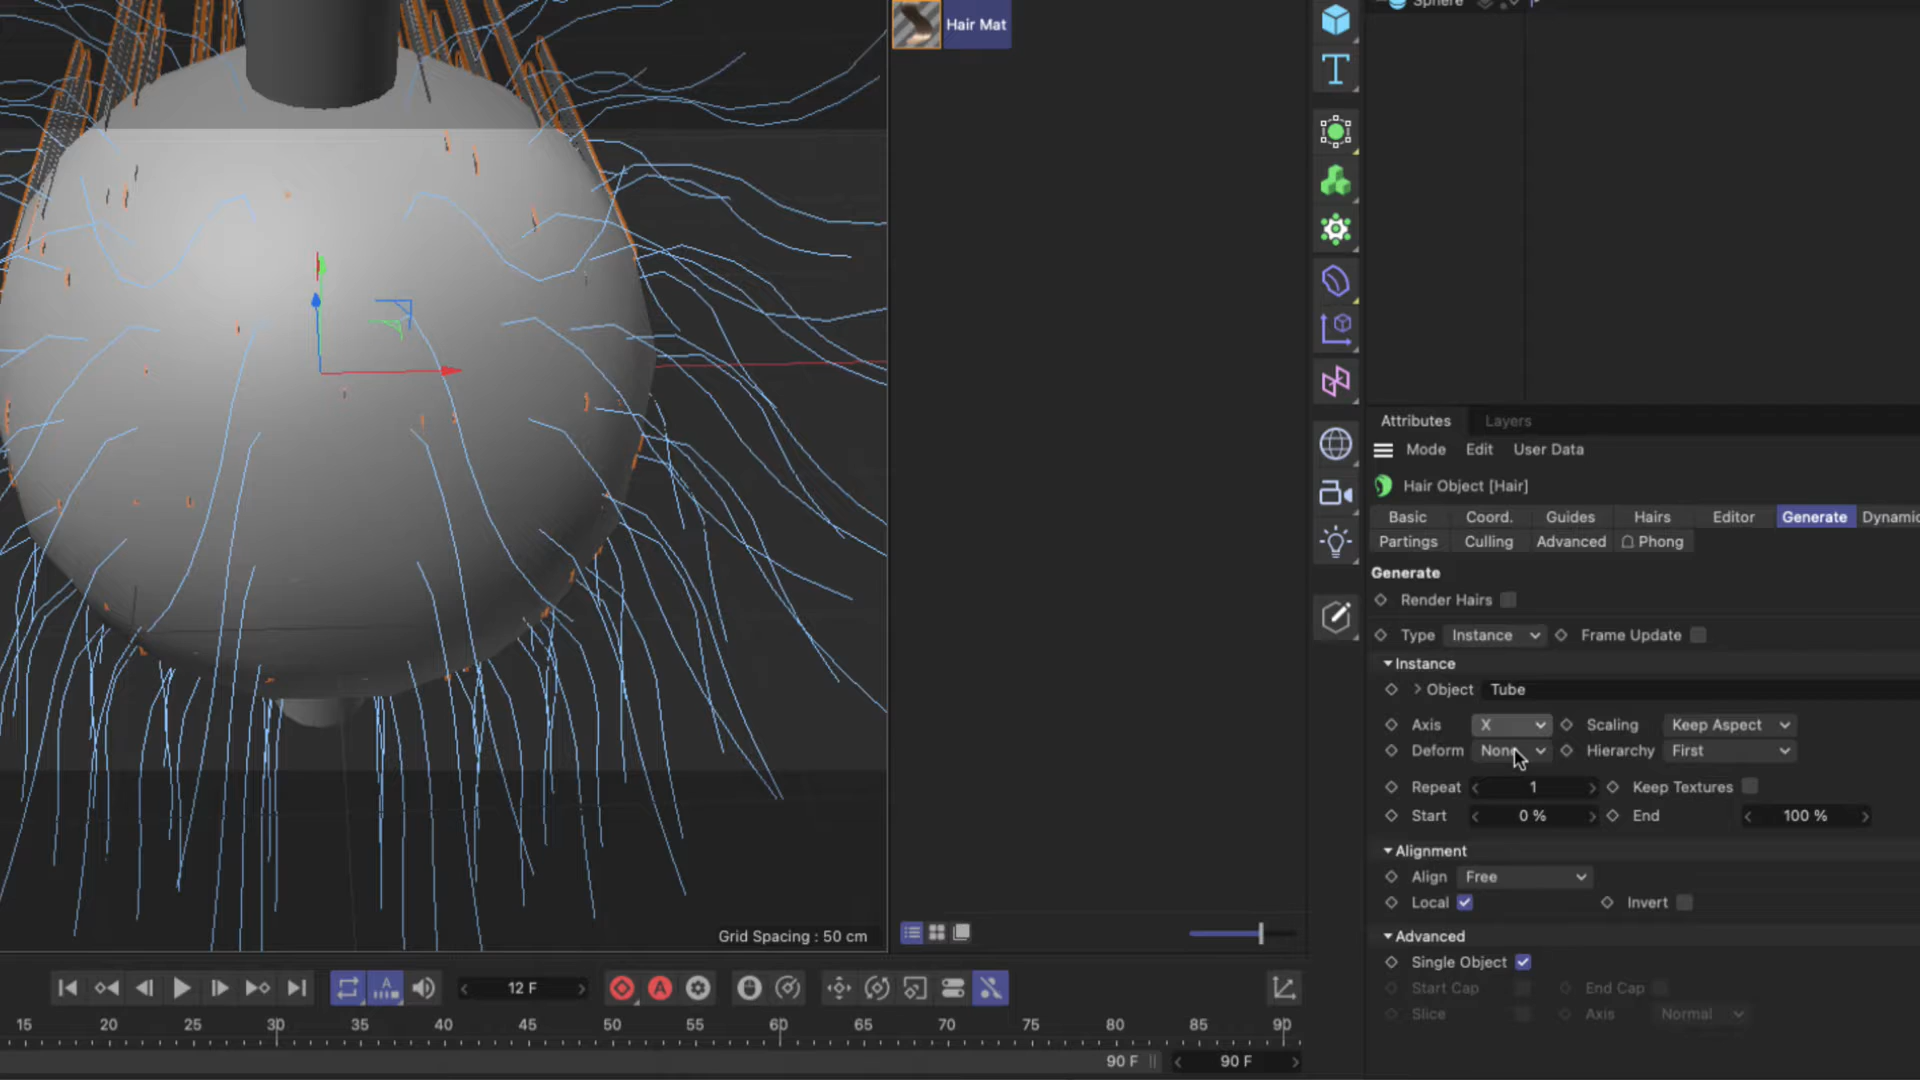 Sphere
Hair Mat
Attributes
Layers
Mode
Edit
User Data
Hair Object [Hair]
Basic
Coord.
Guides
Hairs
Editor
Generate
Dynamic
Partings
Culling
Advanced
Phong
Generate
Render Hairs
Type
Instance
Frame Update
Instance
Object
Tube
Axis
X
Scaling
Keep Aspect
Deform
None
Hierarchy
First
Repeat
1
Keep Textures
Start
0 %
End
100 %
Alignment
Align
Free
Local
Invert
Advanced
Single Object
Start Cap
End Cap
Slice
Axis
Normal
Grid Spacing : 50 cm
12 F
15 20 25 30 35 40 45 50 55 60 65 70 75 80 85 90
90 F
90 F